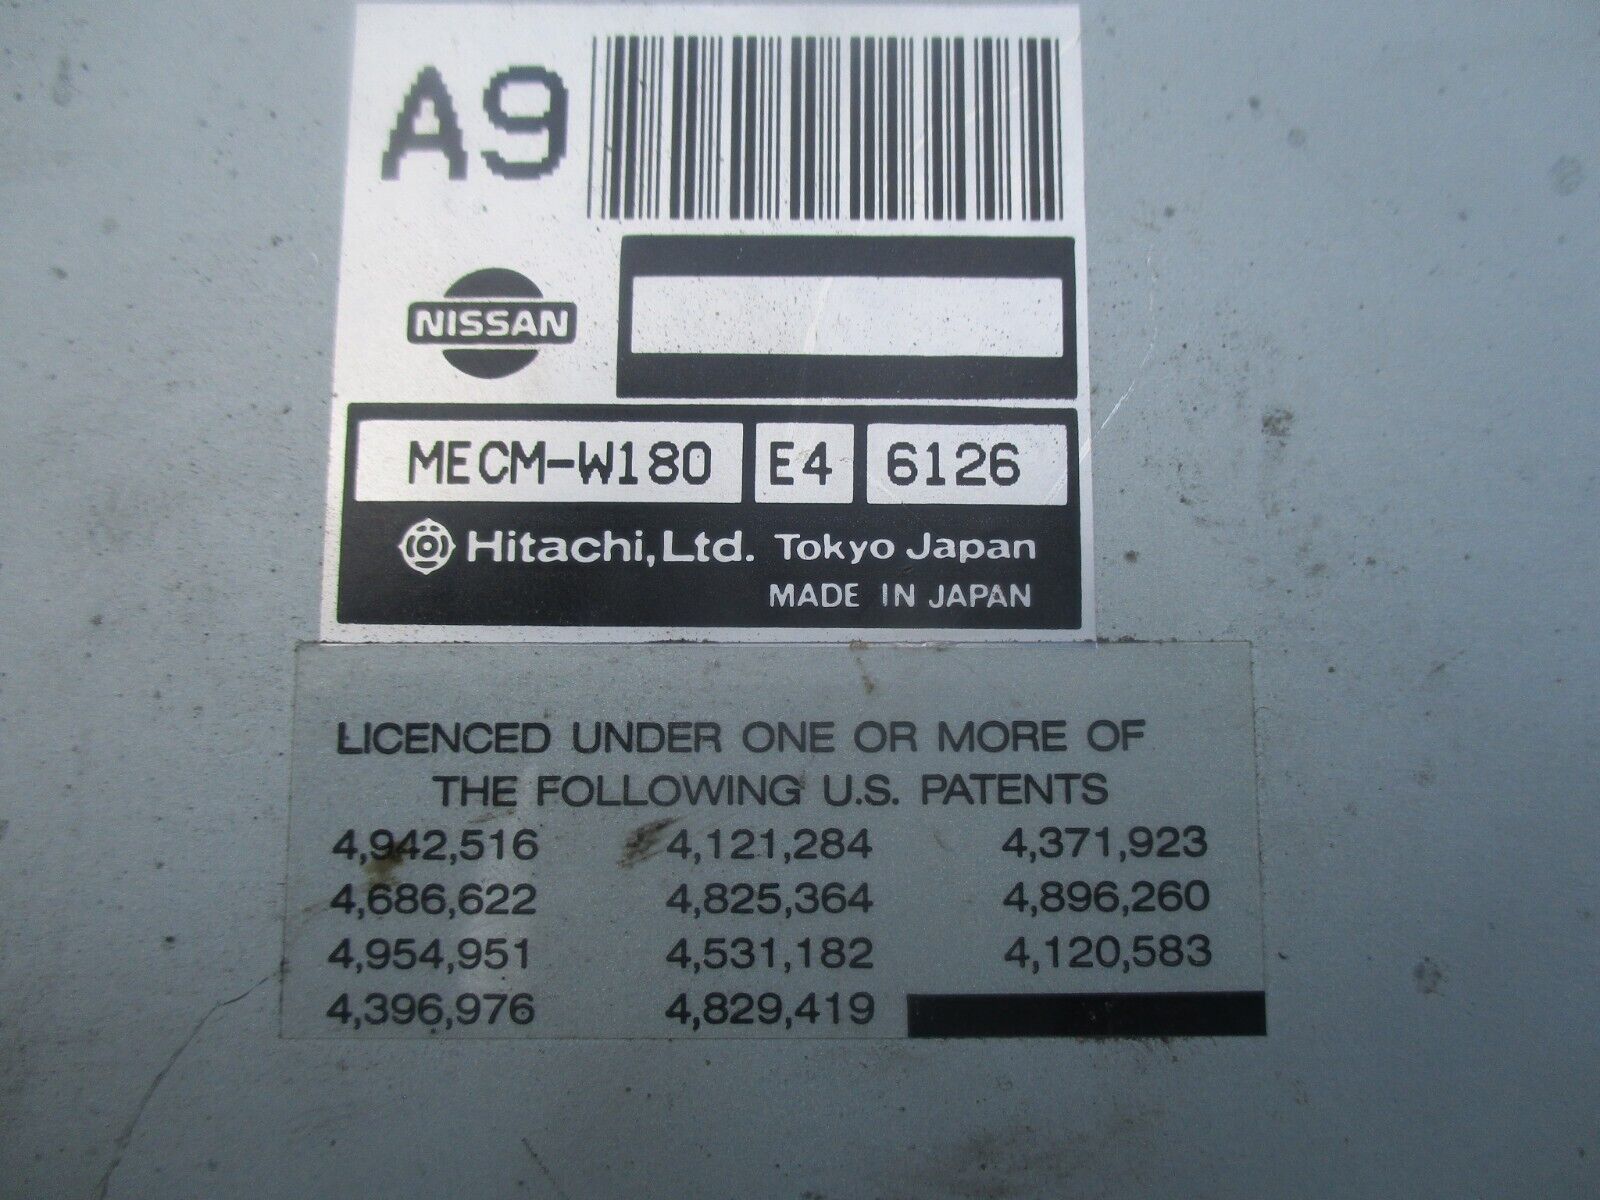 A9
NISSAN
MECM-W180 E4 6126
Hitachi, Ltd. Tokyo Japan
MADE IN JAPAN
LICENCED UNDER ONE OR MORE OF
THE FOLLOWING U.S. PATENTS
4,942,516 4,121,284 4,371,923
4,686,622 4,825,364 4,896,260
4,954,951 4,531,182 4,120,583
4,396,976 4,829,419